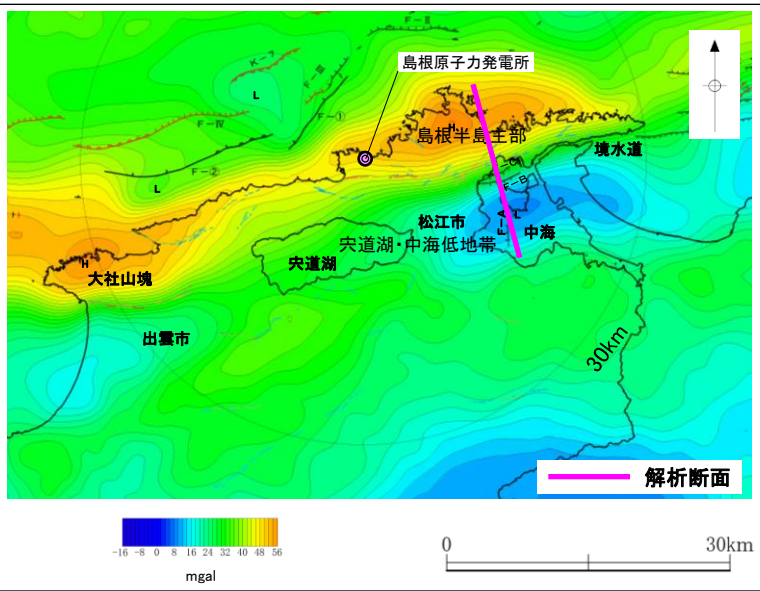 F-Ⅱ
K-7
F-Ⅲ
島根原子力発電所
L
F-①
F-Ⅳ
H
島根半島主部
境水道
F-②
F-C
F-B
L
松江市
F-A
L
中海
宍道湖・中海低地帯
宍道湖
H
大社山塊
出雲市
30km
解析断面
-16 -8 0 8 16 24 32 40 48 56
mgal
0 30km